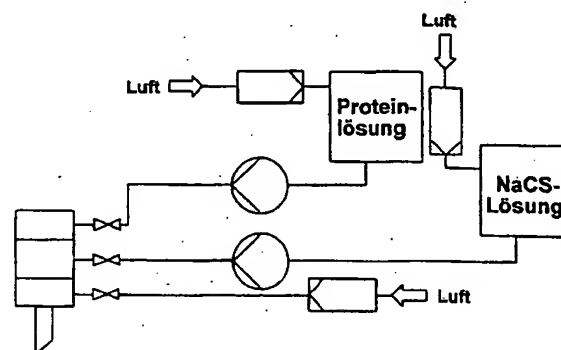 Luft
Luft
Protein-
lösung
NaCS-
Lösung
Luft